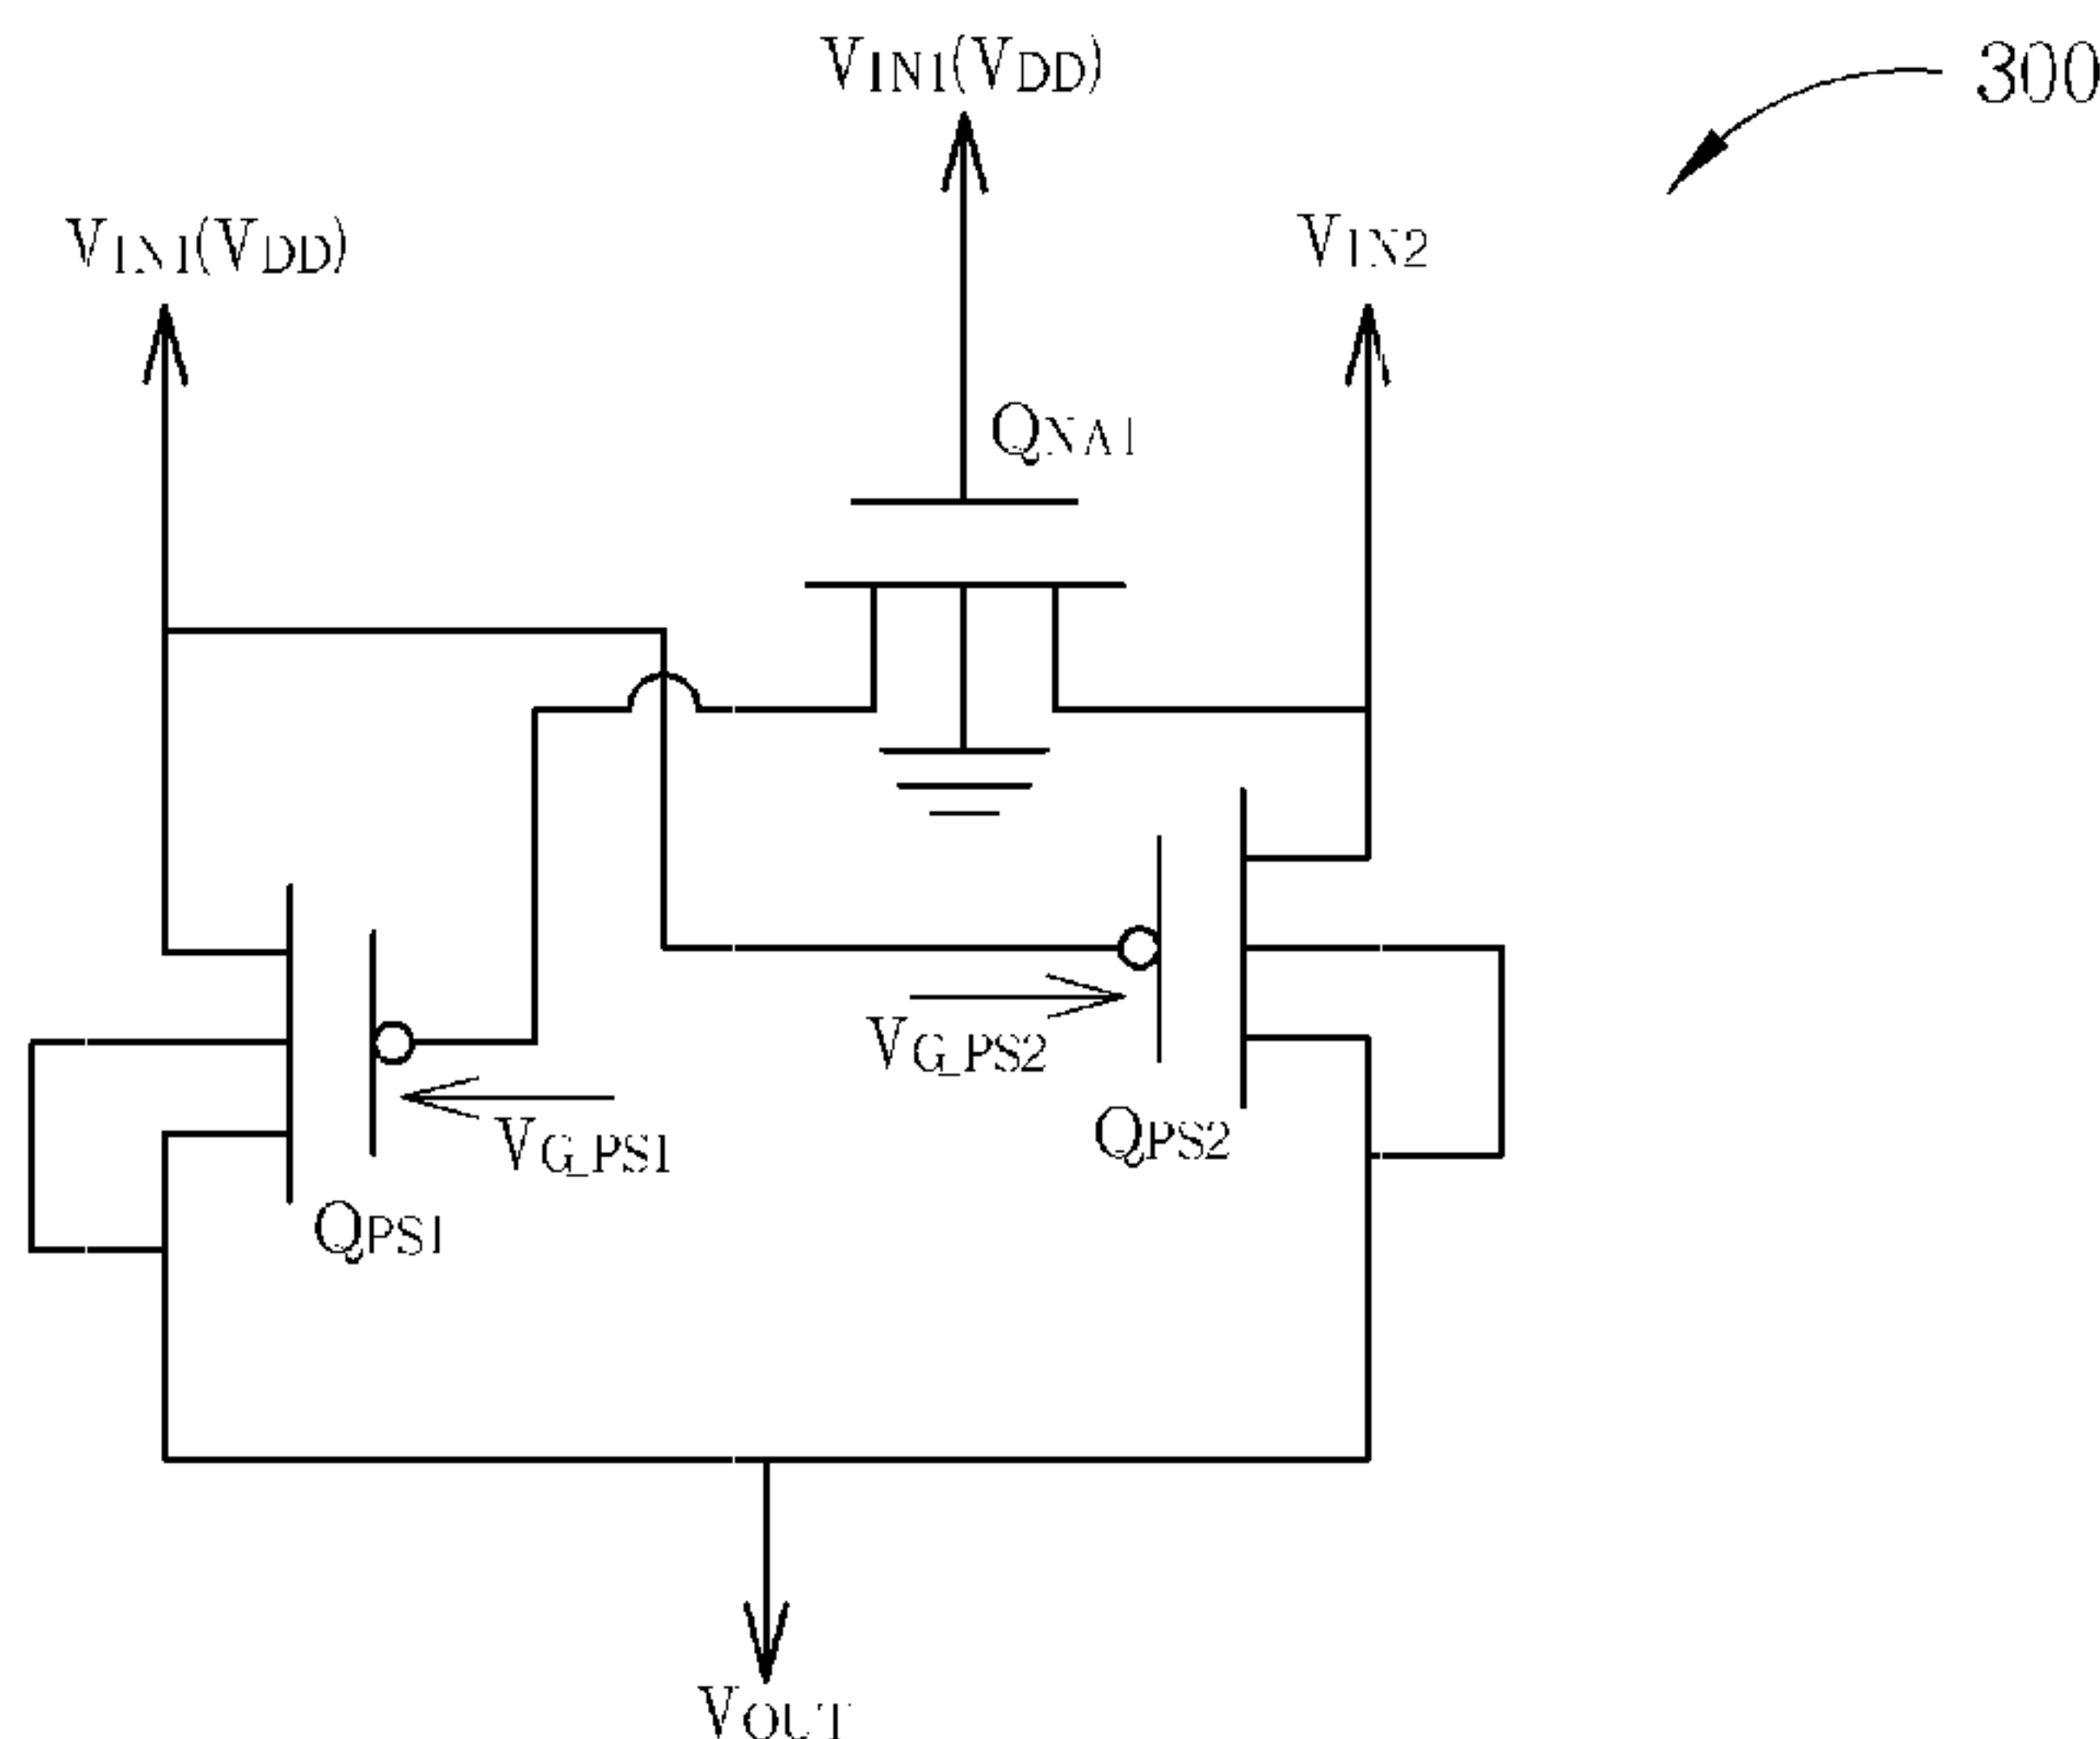 VIN1(VDD)
300
VIN1(VDD)
VIN2
QNA1
VG_PS2
VG_PS1
QPS2
QPS1
VOUT